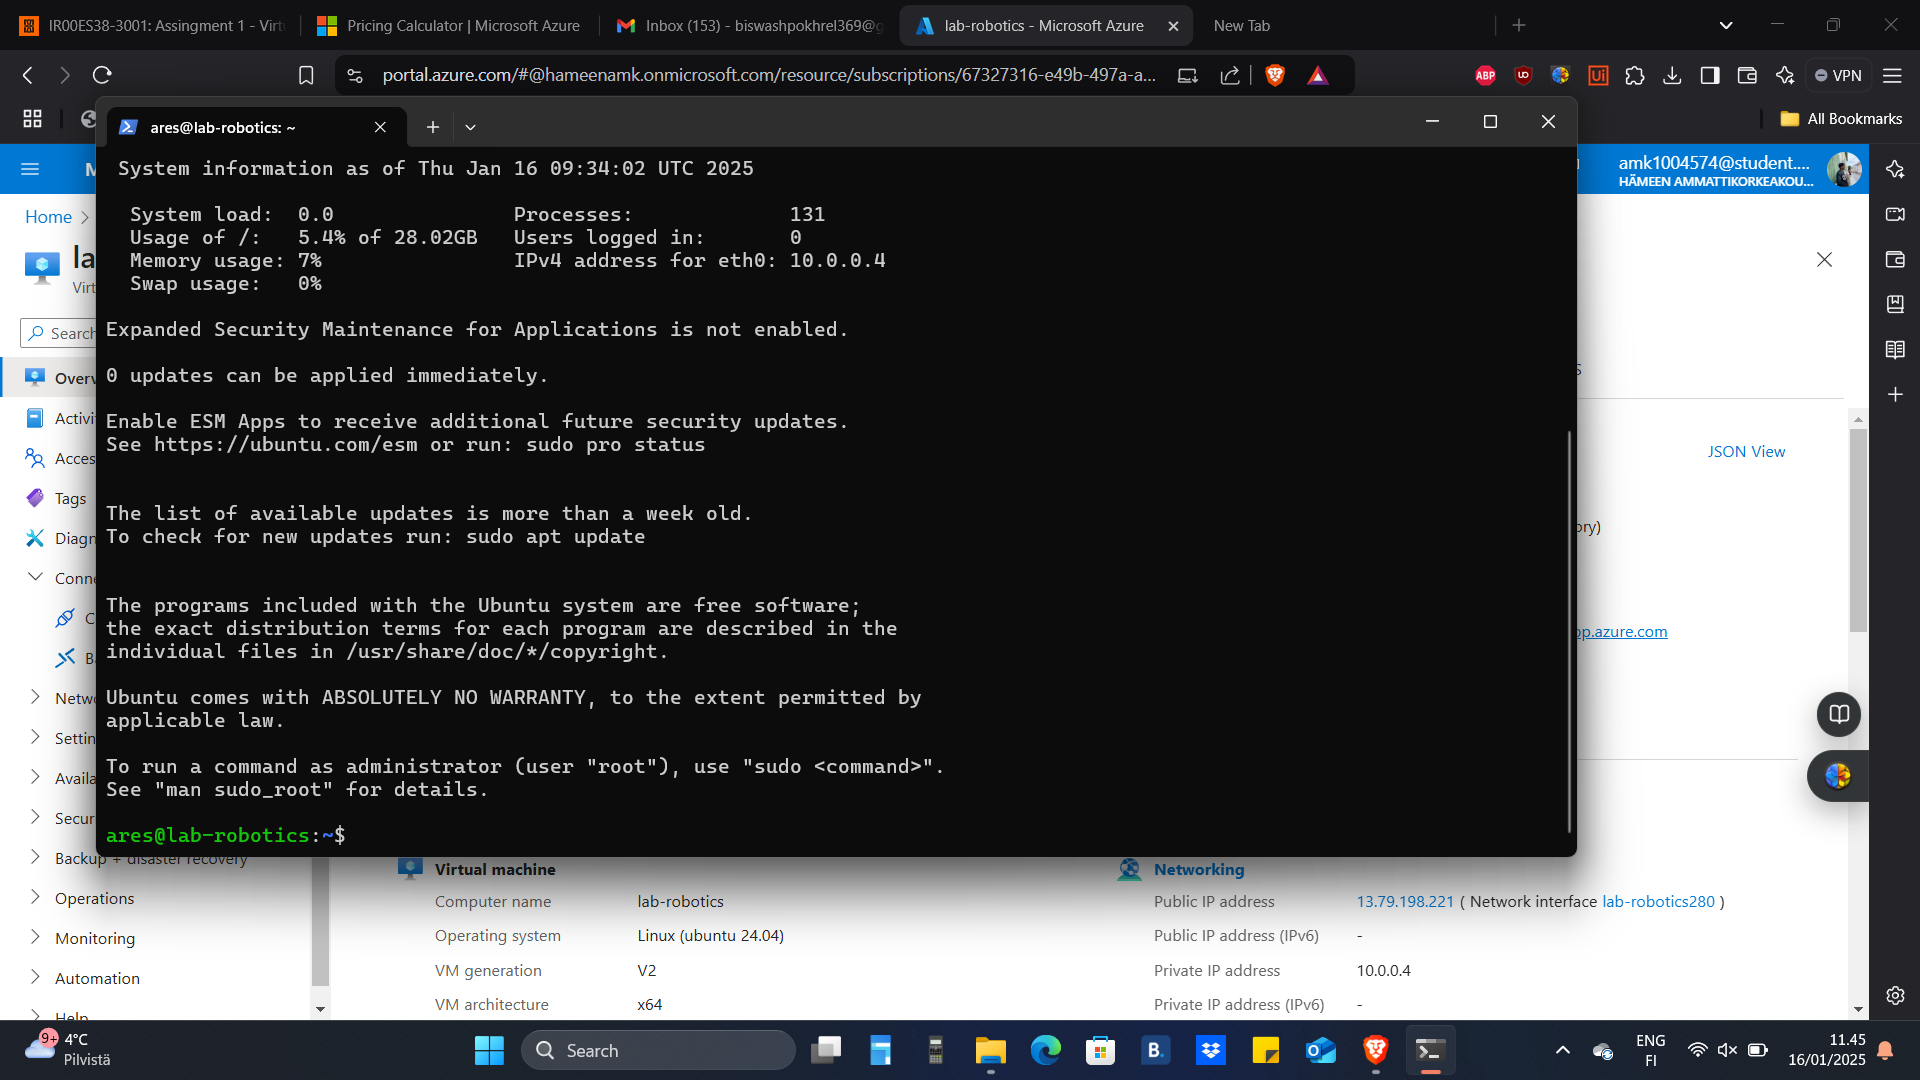 IR00ES38-3001: Assingment 1 - Virtu
Pricing Calculator | Microsoft Azure
Inbox (153) - biswashpokhrel369@g
lab-robotics - Microsoft Azure
New Tab
portal.azure.com/#@hameenamk.onmicrosoft.com/resource/subscriptions/67327316-e49b-497a-a...
ABP
VPN
All Bookmarks
ares@lab-robotics: ~
amk1004574@student....
HÄMEEN AMMATTIKORKEAKOU...
System information as of Thu Jan 16 09:34:02 UTC 2025
System load: 0.0 Processes: 131
Usage of /: 5.4% of 28.02GB Users logged in: 0
Memory usage: 7% IPv4 address for eth0: 10.0.0.4
Swap usage: 0%
Expanded Security Maintenance for Applications is not enabled.
0 updates can be applied immediately.
Enable ESM Apps to receive additional future security updates.
See https://ubuntu.com/esm or run: sudo pro status
The list of available updates is more than a week old.
To check for new updates run: sudo apt update
The programs included with the Ubuntu system are free software;
the exact distribution terms for each program are described in the
individual files in /usr/share/doc/*/copyright.
Ubuntu comes with ABSOLUTELY NO WARRANTY, to the extent permitted by
applicable law.
To run a command as administrator (user "root"), use "sudo <command>".
See "man sudo_root" for details.
ares@lab-robotics:~$
Home
la
Virt
Search
Overv
Activi
Acces
Tags
Diagn
Conne
C
B
Netw
Settin
Availa
Secur
Backup + disaster recovery
Operations
Monitoring
Automation
Help
JSON View
ory)
pp.azure.com
Virtual machine
Computer name lab-robotics
Operating system Linux (ubuntu 24.04)
VM generation V2
VM architecture x64
Networking
Public IP address 13.79.198.221 ( Network interface lab-robotics280 )
Public IP address (IPv6) -
Private IP address 10.0.0.4
Private IP address (IPv6) -
9+
4°C
Pilvistä
Search
B.
ENG
FI
11.45
16/01/2025